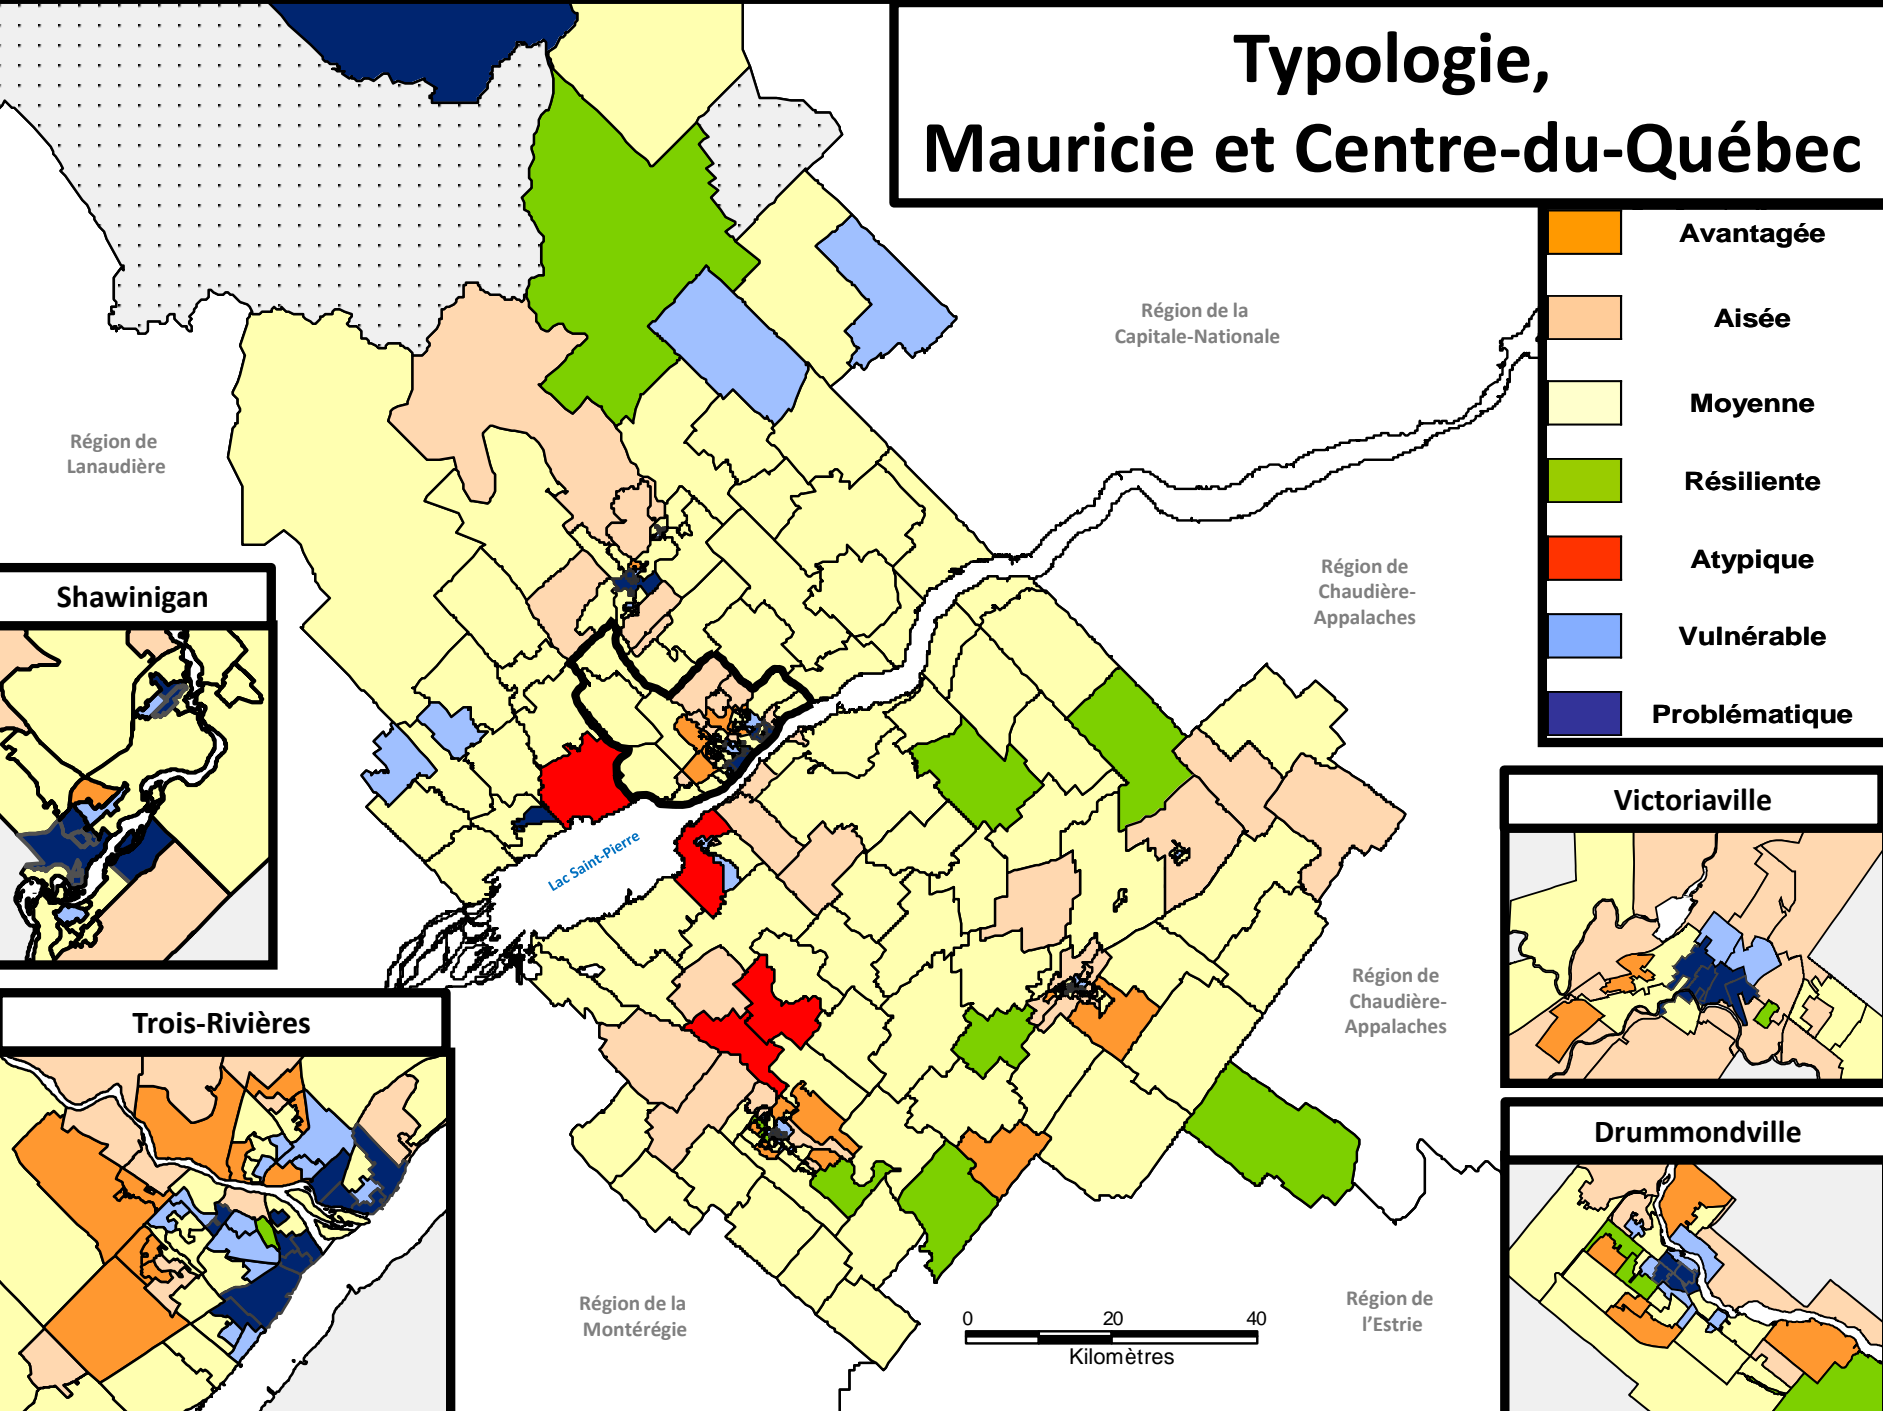 Typologie,
Mauricie et Centre-du-Québec
Avantagée
Aisée
Moyenne
Résiliente
Atypique
Vulnérable
Problématique
Région de la
Capitale-Nationale
Région de
Lanaudière
Région de
Chaudière-
Appalaches
Shawinigan
Lac Saint-Pierre
Victoriaville
Région de
Chaudière-
Appalaches
Trois-Rivières
Drummondville
Région de la
Montérégie
0 20 40
Kilomètres
Région de
l'Estrie